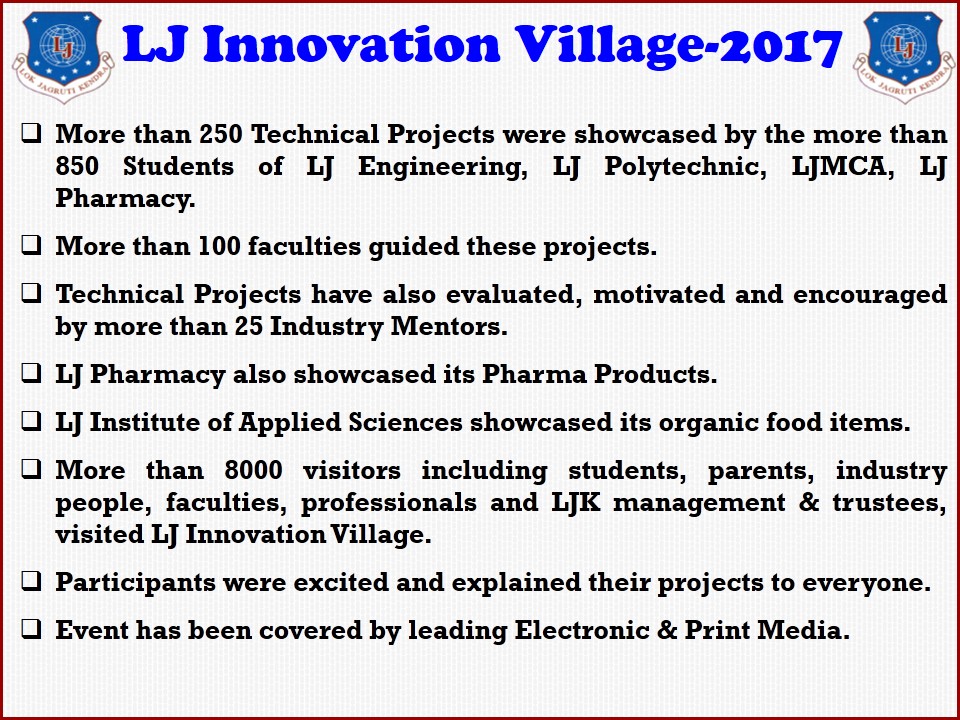 LJ Innovation Village-2017
LJ
LOK JAGRUTI KENDRA
LJ
LOK JAGRUTI KENDRA
❑ More than 250 Technical Projects were showcased by the more than
850 Students of LJ Engineering, LJ Polytechnic, LJMCA, LJ
Pharmacy.
❑ More than 100 faculties guided these projects.
❑ Technical Projects have also evaluated, motivated and encouraged
by more than 25 Industry Mentors.
❑ LJ Pharmacy also showcased its Pharma Products.
❑ LJ Institute of Applied Sciences showcased its organic food items.
❑ More than 8000 visitors including students, parents, industry
people, faculties, professionals and LJK management & trustees,
visited LJ Innovation Village.
❑ Participants were excited and explained their projects to everyone.
❑ Event has been covered by leading Electronic & Print Media.